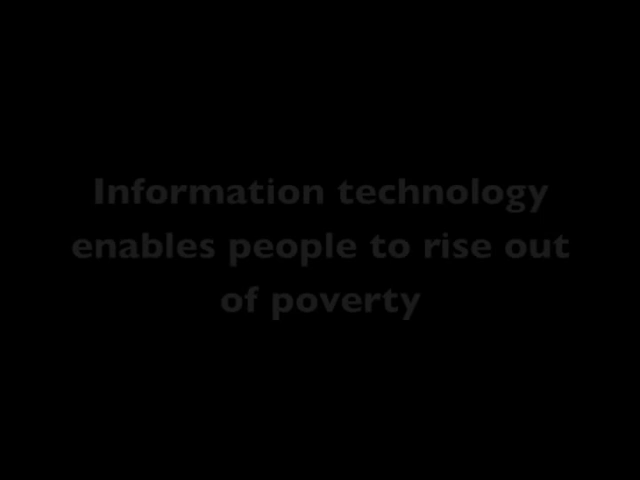 Information technology
enables people to rise out
of poverty